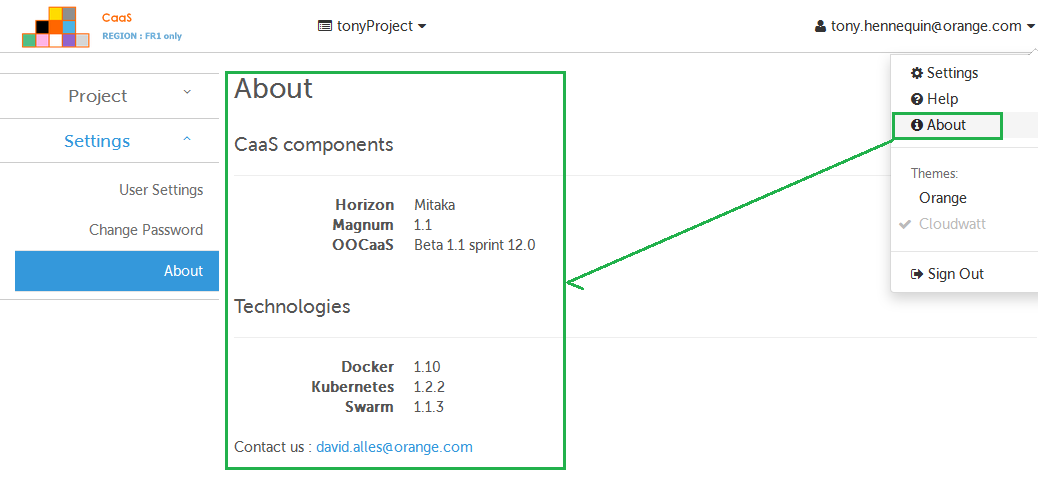 CaaS
REGION : FR1 only
tonyProject
tony.hennequin@orange.com
Project
Settings
User Settings
Change Password
About
About
CaaS components
Horizon Mitaka
Magnum 1.1
OOCaaS Beta 1.1 sprint 12.0
Technologies
Docker 1.10
Kubernetes 1.2.2
Swarm 1.1.3
Contact us : david.alles@orange.com
Settings
Help
About
Themes:
Orange
Cloudwatt
Sign Out